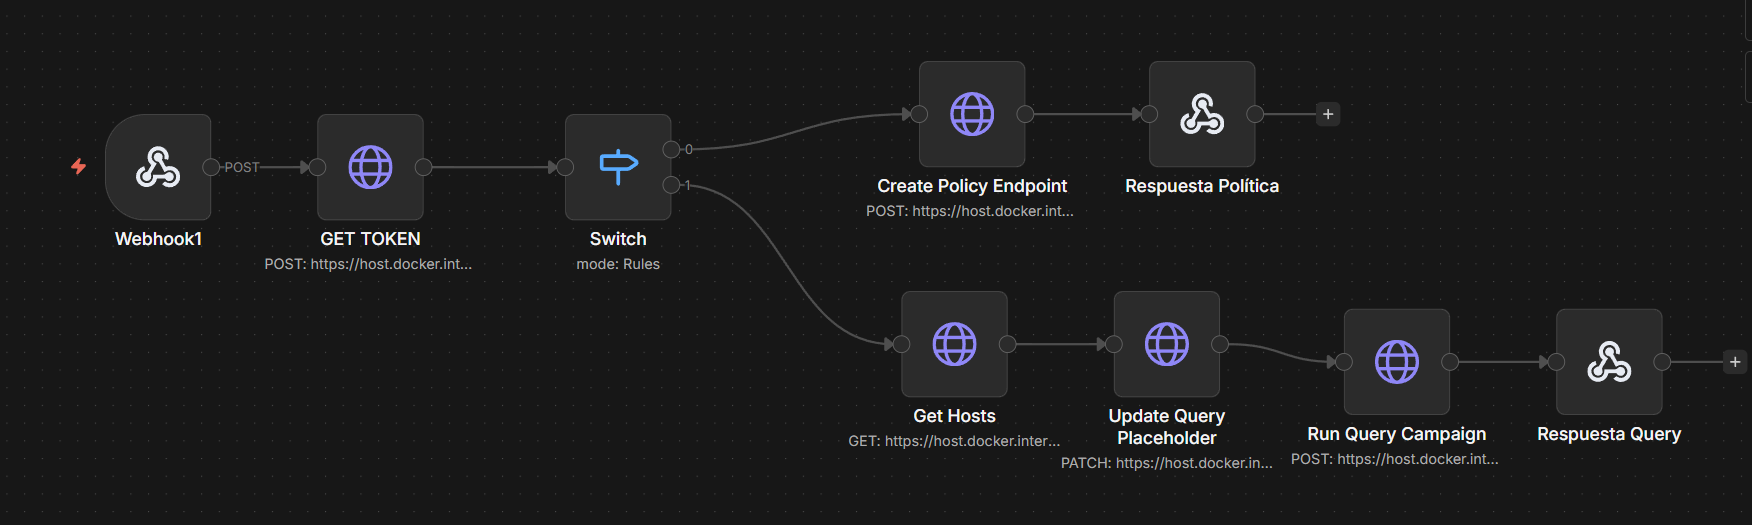 POST
Webhook1
GET TOKEN
POST: https://host.docker.int...
Switch
mode: Rules
0
1
Create Policy Endpoint
POST: https://host.docker.int...
Respuesta Política
+
Get Hosts
GET: https://host.docker.inter...
Update Query
Placeholder
PATCH: https://host.docker.in...
Run Query Campaign
POST: https://host.docker.int...
Respuesta Query
+